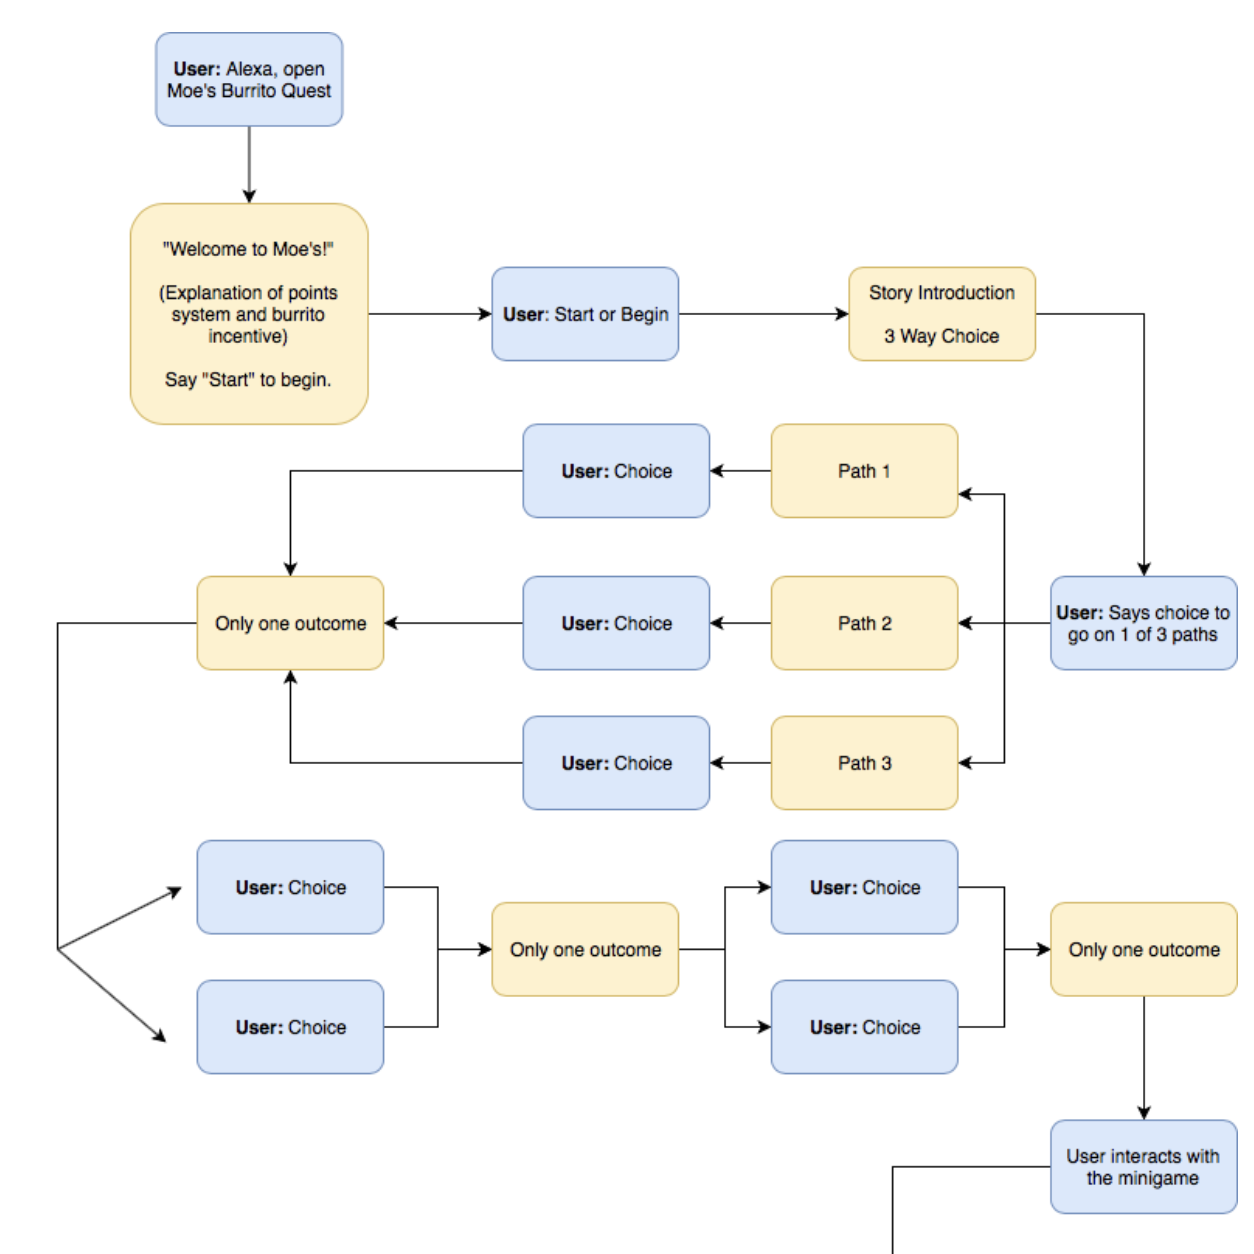 User: Alexa, open
Moe's Burrito Quest
"Welcome to Moe's!"
(Explanation of points
system and burrito
incentive)
Say "Start" to begin.
User: Start or Begin
Story Introduction
3 Way Choice
User: Says choice to
go on 1 of 3 paths
Path 1
User: Choice
Path 2
User: Choice
Path 3
User: Choice
Only one outcome
User: Choice
User: Choice
Only one outcome
User: Choice
User: Choice
Only one outcome
User interacts with
the minigame